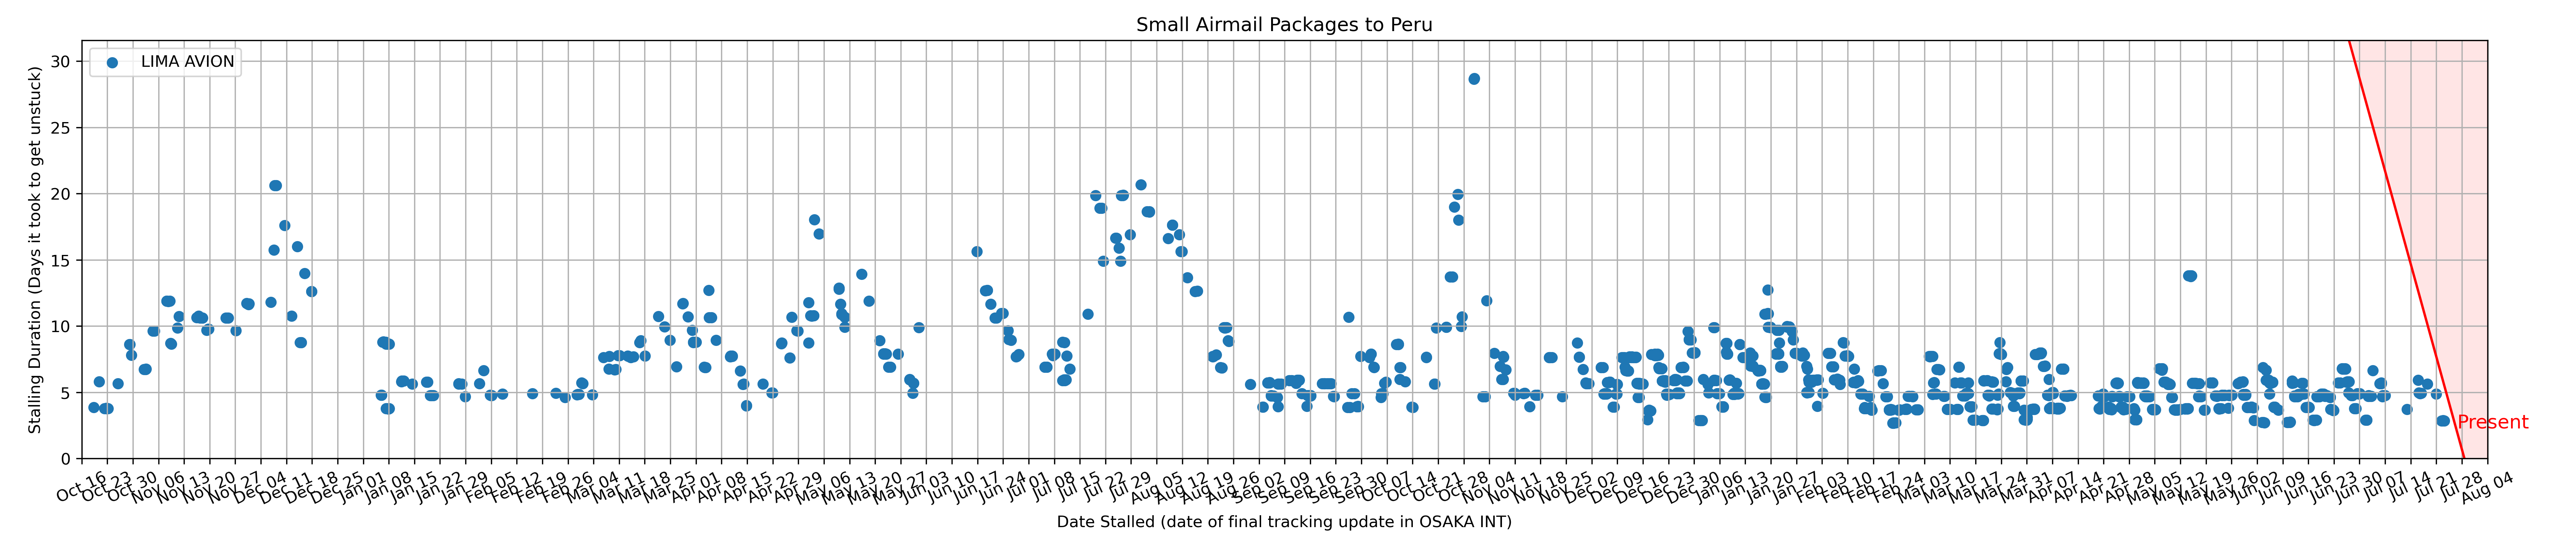 Small Airmail Packages to Peru
Stalling Duration (Days it took to get unstuck)
30
25
20
15
10
5
0
LIMA AVION
Present
Oct 16 Oct 23 Oct 30 Nov 06 Nov 13 Nov 20 Nov 27 Dec 04 Dec 11 Dec 18 Dec 25 Jan 01 Jan 08 Jan 15 Jan 22 Jan 29 Feb 05 Feb 12 Feb 19 Feb 26 Mar 04 Mar 11 Mar 18 Mar 25 Apr 01 Apr 08 Apr 15 Apr 22 Apr 29 May 06 May 13 May 20 May 27 Jun 03 Jun 10 Jun 17 Jun 24 Jul 01 Jul 08 Jul 15 Jul 22 Jul 29 Aug 05 Aug 12 Aug 19 Aug 26 Sep 02 Sep 09 Sep 16 Sep 23 Sep 30 Oct 07 Oct 14 Oct 21 Oct 28 Nov 04 Nov 11 Nov 18 Nov 25 Dec 02 Dec 09 Dec 16 Dec 23 Dec 30 Jan 06 Jan 13 Jan 20 Jan 27 Feb 03 Feb 10 Feb 17 Feb 24 Mar 03 Mar 10 Mar 17 Mar 24 Mar 31 Apr 07 Apr 14 Apr 21 Apr 28 May 05 May 12 May 19 May 26 Jun 02 Jun 09 Jun 16 Jun 23 Jun 30 Jul 07 Jul 14 Jul 21 Jul 28 Aug 04
Date Stalled (date of final tracking update in OSAKA INT)